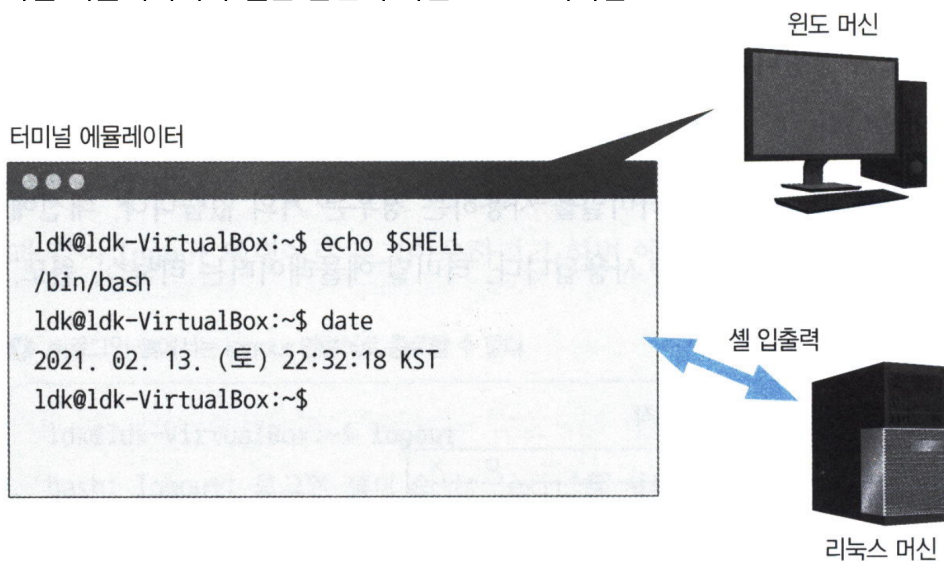 윈도 머신
터미널 에뮬레이터
ldk@ldk-VirtualBox:~$ echo $SHELL
/bin/bash
ldk@ldk-VirtualBox:~$ date
2021. 02. 13. (토) 22:32:18 KST
ldk@ldk-VirtualBox:~$
셸 입출력
리눅스 머신